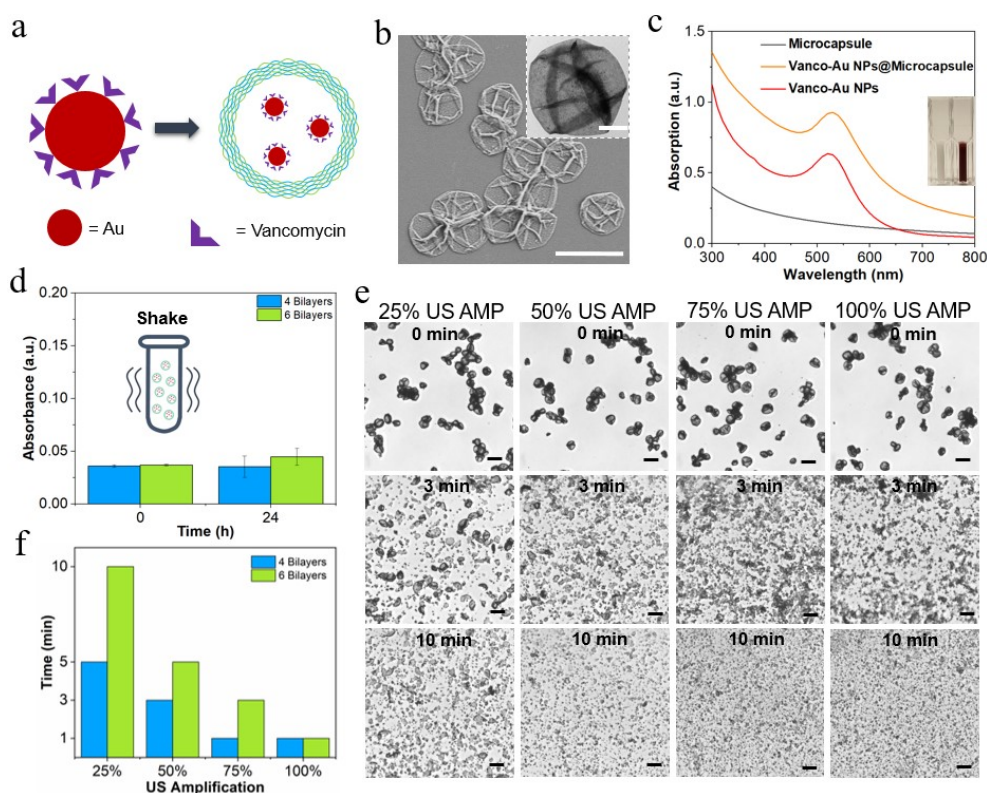 a
= Au
= Vancomycin
b
c
1.5
1.0
0.5
0.0
Absorption (a.u.)
Microcapsule
Vanco-Au NPs@Microcapsule
Vanco-Au NPs
300 400 500 600 700 800
Wavelength (nm)
d
0.20
0.15
0.10
0.05
0.00
Absorbance (a.u.)
Shake
4 Bilayers
6 Bilayers
0 24
Time (h)
e
25% US AMP 50% US AMP 75% US AMP 100% US AMP
0 min 0 min 0 min 0 min
3 min 3 min 3 min 3 min
10 min 10 min 10 min 10 min
f
10
5
3
1
Time (min)
4 Bilayers
6 Bilayers
25% 50% 75% 100%
US Amplification